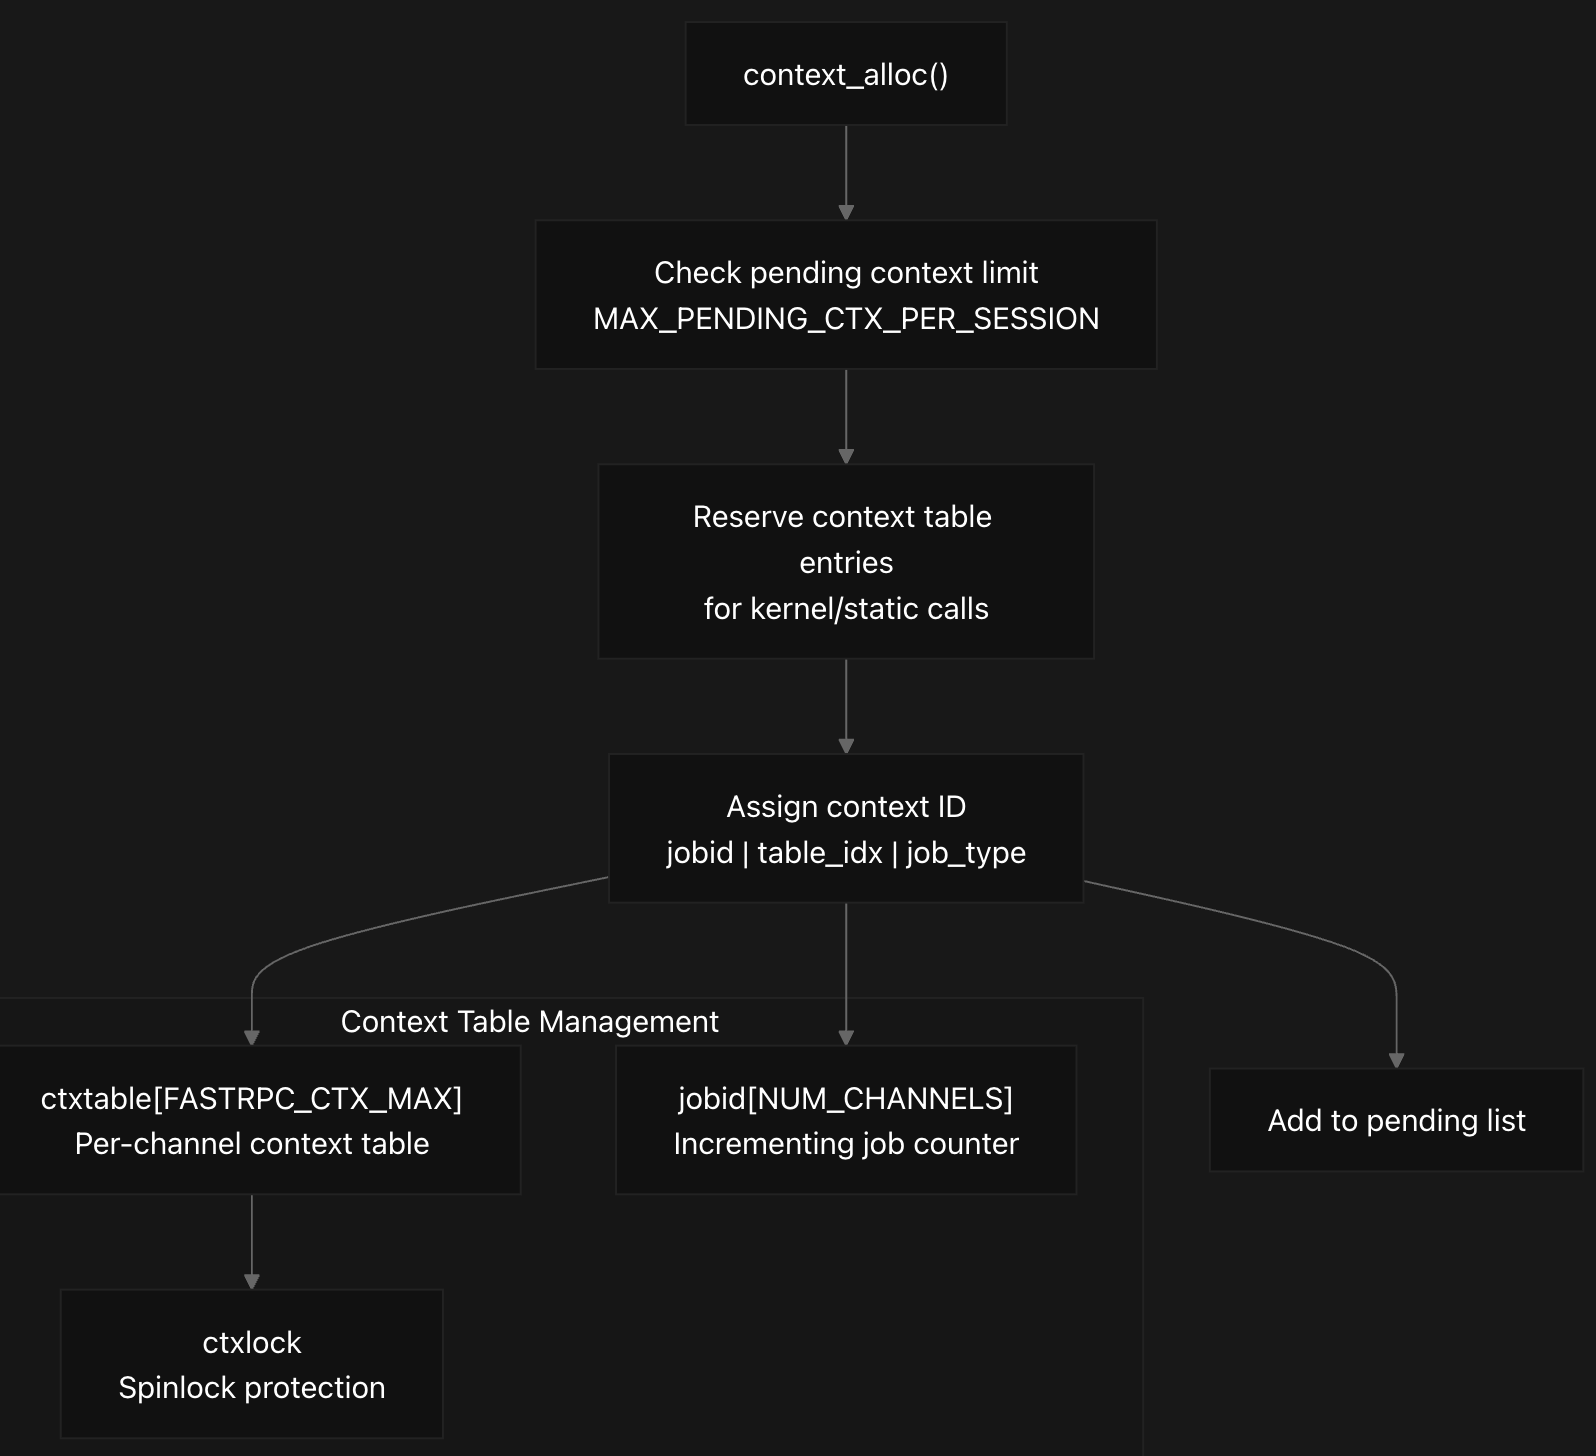 context_alloc()
Check pending context limit
MAX_PENDING_CTX_PER_SESSION
Reserve context table
entries
for kernel/static calls
Assign context ID
jobid | table_idx | job_type
Context Table Management
ctxtable[FASTRPC_CTX_MAX]
Per-channel context table
jobid[NUM_CHANNELS]
Incrementing job counter
Add to pending list
ctxlock
Spinlock protection